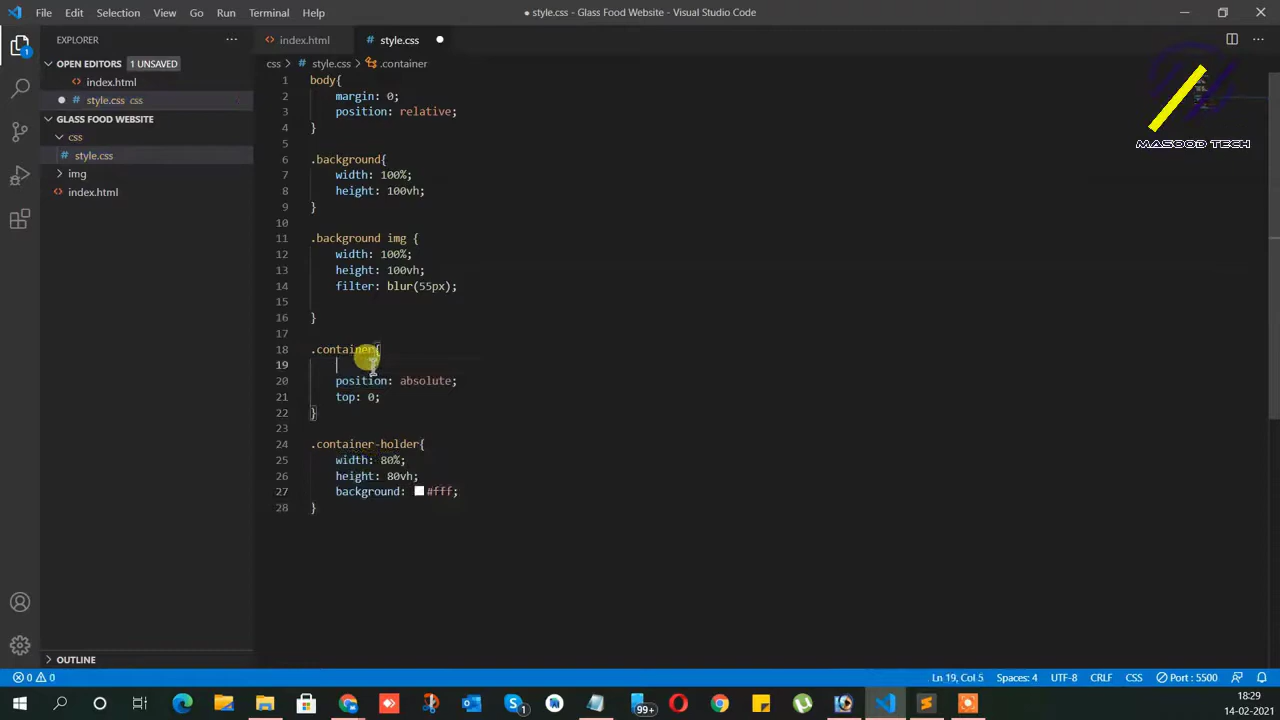 File Edit Selection View Go Run Terminal Help
● style.css - Glass Food Website - Visual Studio Code
EXPLORER
index.html
style.css
OPEN EDITORS 1 UNSAVED
css > style.css > .container
index.html
style.css css
GLASS FOOD WEBSITE
css
style.css
img
index.html
1 body{
2 margin: 0;
3 position: relative;
4 }
5
6 .background{
7 width: 100%;
8 height: 100vh;
9 }
10
11 .background img {
12 width: 100%;
13 height: 100vh;
14 filter: blur(55px);
15
16 }
17
18 .container{
19
20 position: absolute;
21 top: 0;
22 }
23
24 .container-holder{
25 width: 80%;
26 height: 80vh;
27 background: #fff;
28 }
MASOOD TECH
1
OUTLINE
0 0
Ln 19, Col 5 Spaces: 4 UTF-8 CRLF CSS Port : 5500
1
99+
18:29
14-02-2021